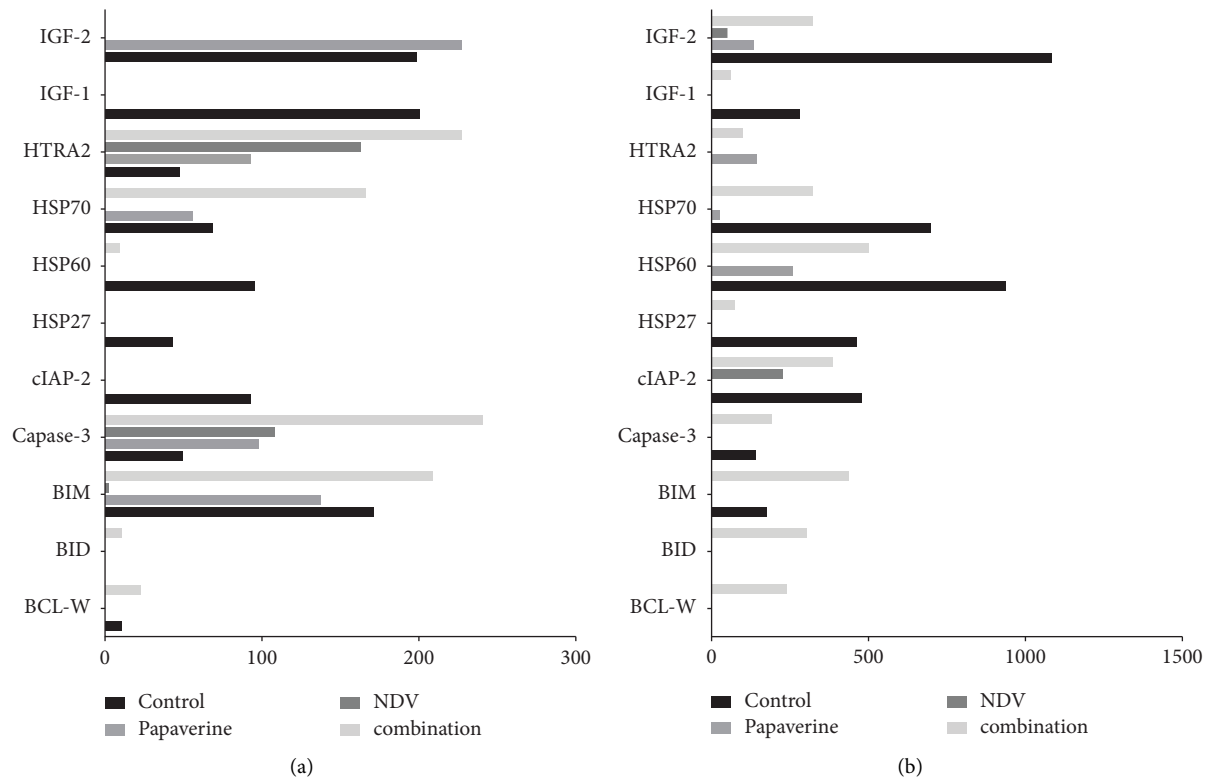 IGF-2
IGF-1
HTRA2
HSP70
HSP60
HSP27
cIAP-2
Capase-3
BIM
BID
BCL-W
0 100 200 300
Control NDV
Papaverine combination
(a)
IGF-2
IGF-1
HTRA2
HSP70
HSP60
HSP27
cIAP-2
Capase-3
BIM
BID
BCL-W
0 500 1000 1500
Control NDV
Papaverine combination
(b)